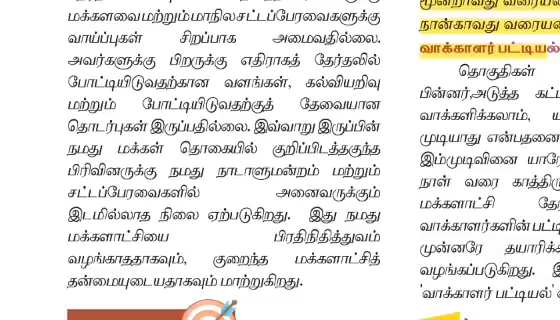 மக்களவை மற்றும் மாநில சட்டப்பேரவைகளுக்கு
வாய்ப்புகள் சிறப்பாக அமைவதில்லை.
அவர்களுக்கு பிறருக்கு எதிராகத் தேர்தலில்
போட்டியிடுவதற்கான வளங்கள், கல்வியறிவு
மற்றும் போட்டியிடுவதற்குத் தேவையான
தொடர்புகள் இருப்பதில்லை. இவ்வாறு இருப்பின்
நமது மக்கள் தொகையில் குறிப்பிடத்தகுந்த
பிரிவினருக்கு நமது நாடாளுமன்றம் மற்றும்
சட்டப்பேரவைகளில் அனைவருக்கும்
இடமில்லாத நிலை ஏற்படுகிறது. இது நமது
மக்களாட்சியை பிரதிநிதித்துவம்
வழங்காததாகவும், குறைந்த மக்களாட்சித்
தன்மையுடையதாகவும் மாற்றுகிறது.
மூன்றாவது வரைய
நான்காவது வரைய
வாக்காளர் பட்டியல்
தொகுதிகள்
பின்னர், அடுத்த கட்ட
வாக்களிக்கலாம், ய
முடியாது என்பதனை
இம்முடிவினை யாரே
நாள் வரை காத்திரு
மக்களாட்சி தேர்
வாக்காளர்களின் பட்டி
முன்னரே தயாரிக்க
வழங்கப்படுகிறது. இ
'வாக்காளர் பட்டியல்'